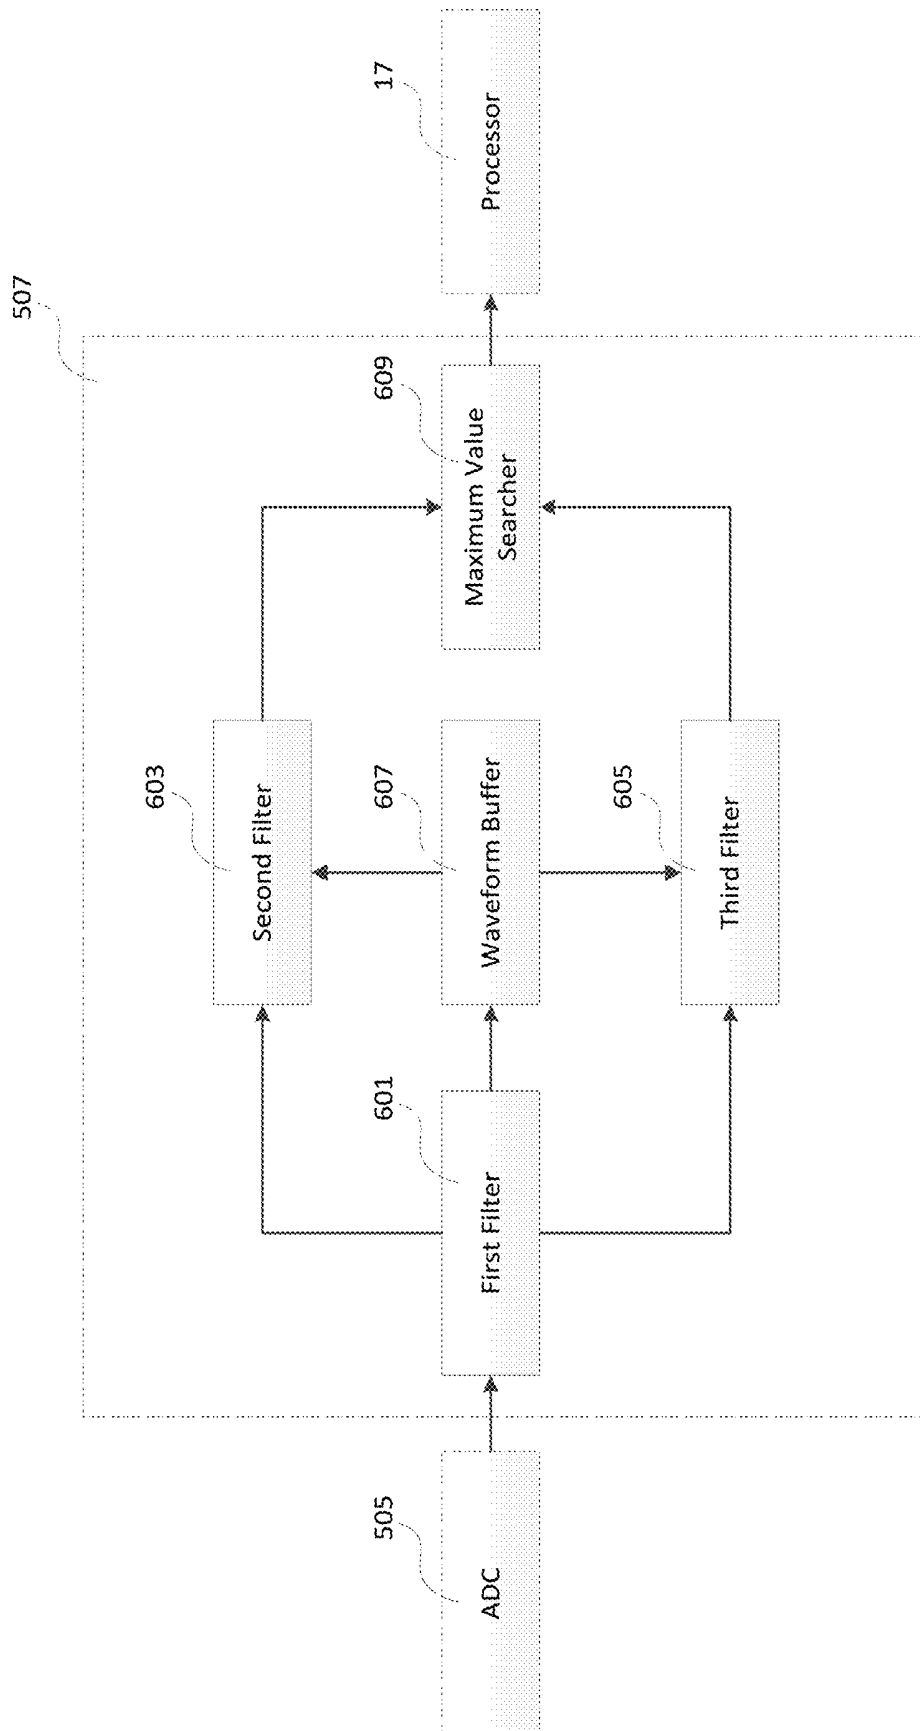 507
505
ADC
601
First Filter
603
Second Filter
607
Waveform Buffer
605
Third Filter
609
Maximum Value
Searcher
17
Processor